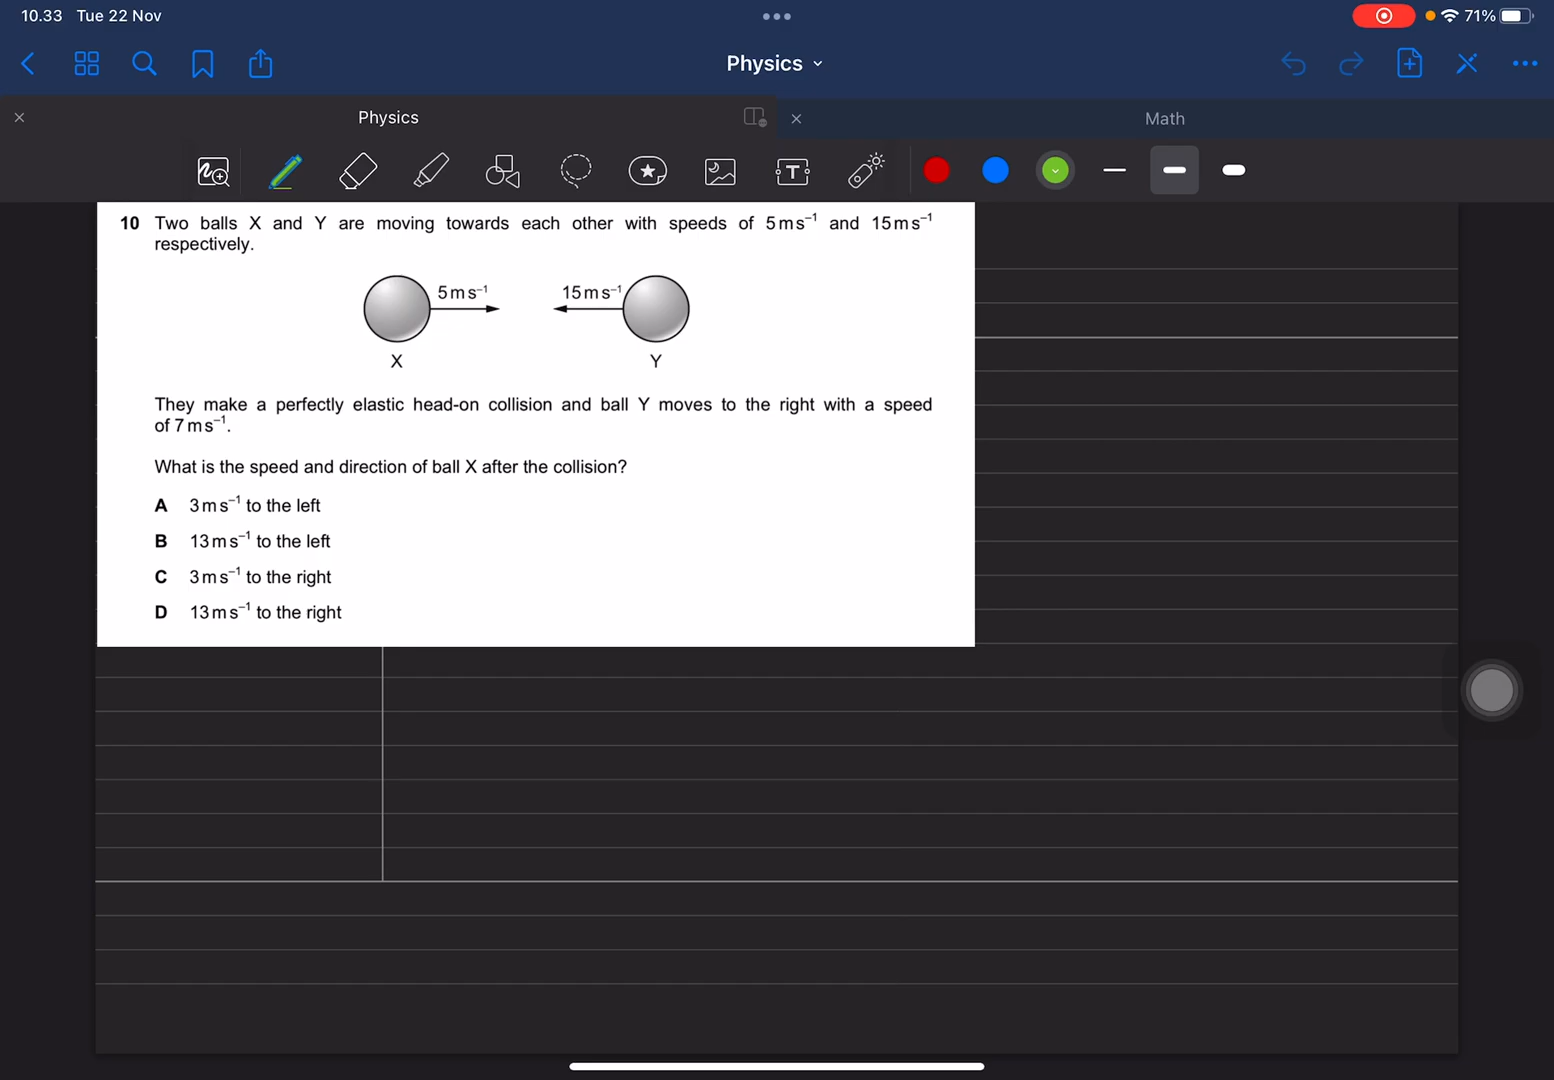 10.33 Tue 22 Nov
71%
Physics
Physics
Math
T
10 Two balls X and Y are moving towards each other with speeds of 5 m s⁻¹ and 15 m s⁻¹
respectively.
5 m s⁻¹
15 m s⁻¹
X
Y
They make a perfectly elastic head-on collision and ball Y moves to the right with a speed
of 7 m s⁻¹.
What is the speed and direction of ball X after the collision?
A 3 m s⁻¹ to the left
B 13 m s⁻¹ to the left
C 3 m s⁻¹ to the right
D 13 m s⁻¹ to the right